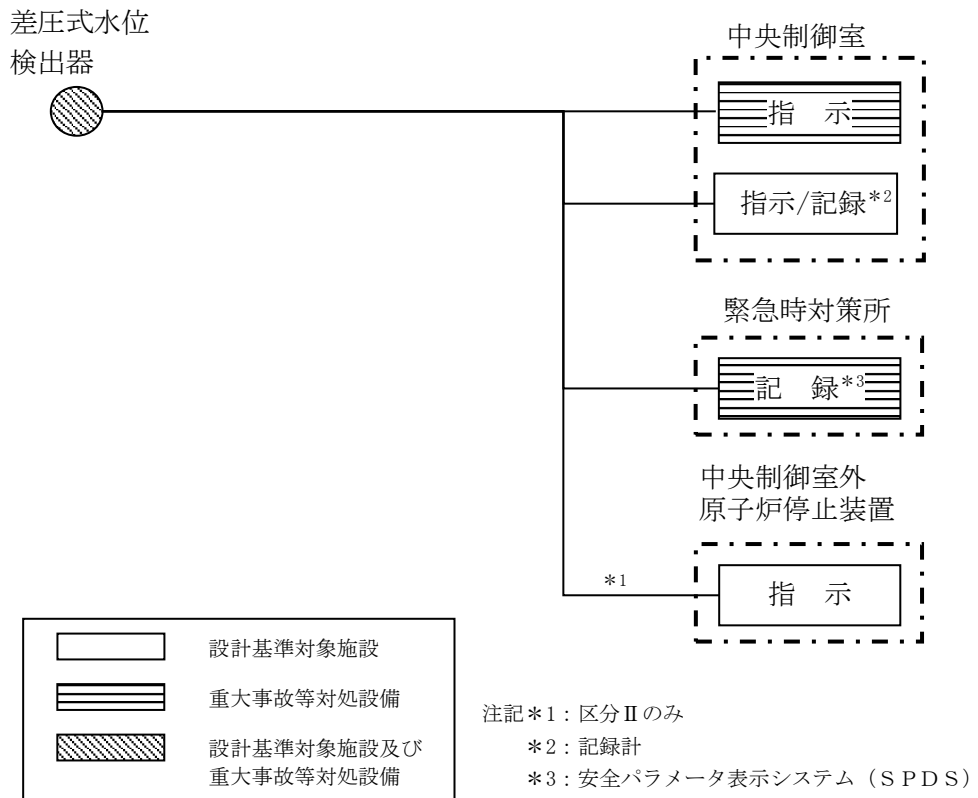 差圧式水位
検出器
中央制御室
指　示
指示/記録*2
緊急時対策所
記　録*3
中央制御室外
原子炉停止装置
*1
指　示
設計基準対象施設
重大事故等対処設備
設計基準対象施設及び
重大事故等対処設備
注記*1：区分Ⅱのみ
*2：記録計
*3：安全パラメータ表示システム（ＳＰＤＳ）